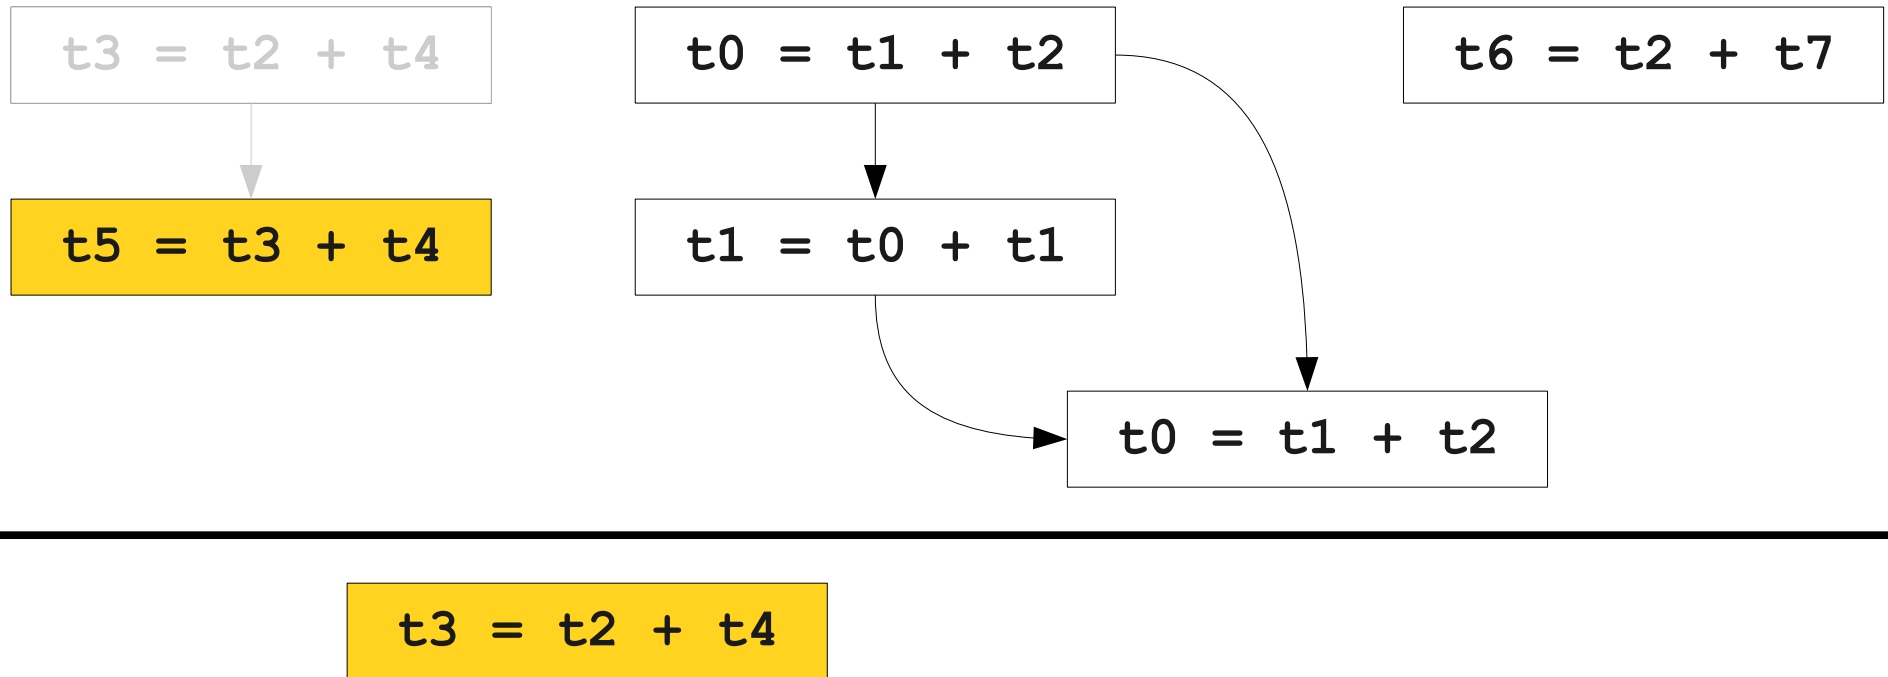 t3 = t2 + t4
t0 = t1 + t2
t6 = t2 + t7
t5 = t3 + t4
t1 = t0 + t1
t0 = t1 + t2
t3 = t2 + t4